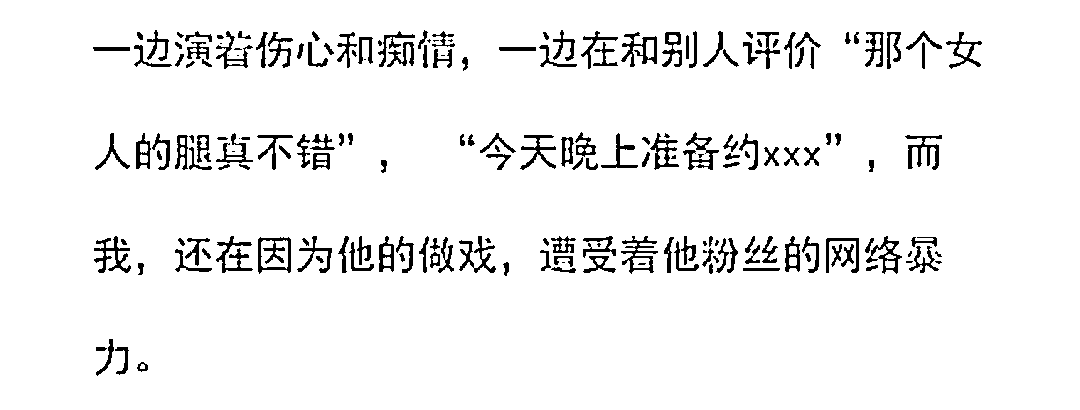 一边演着伤心和痴情，一边在和别人评价“那个女
人的腿真不错”， “今天晚上准备约xxx”，而
我，还在因为他的做戏，遭受着他粉丝的网络暴
力。